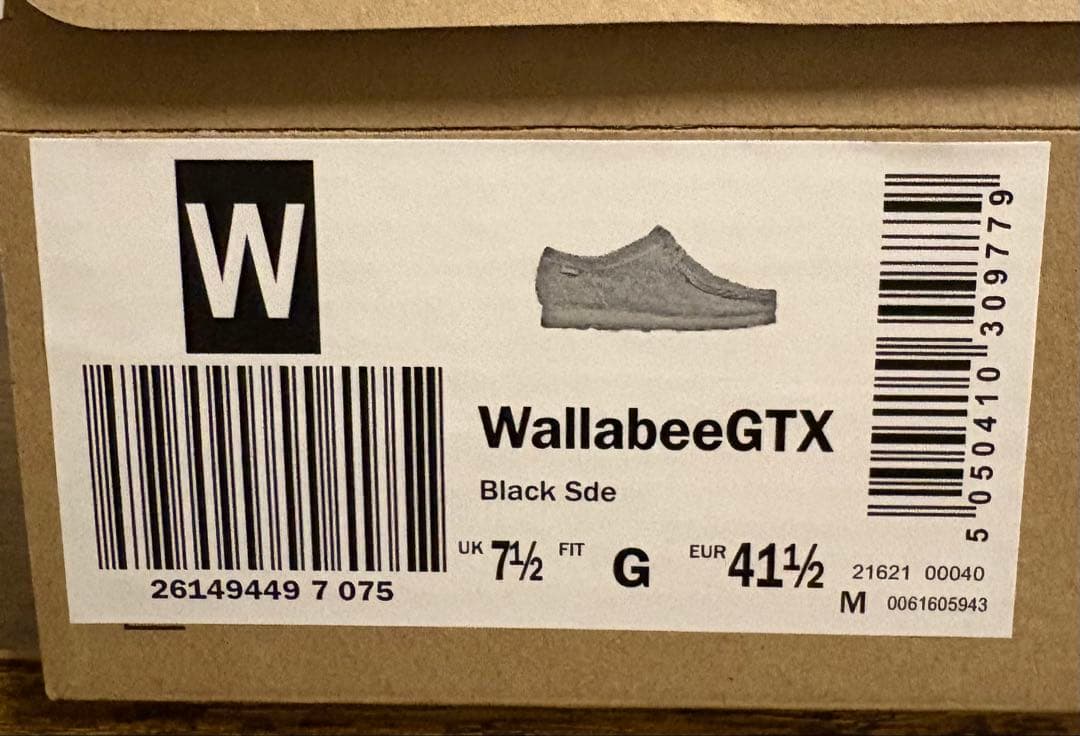 W
WallabeeGTX
Black Sde
UK 7½ FIT G EUR 41½
26149449 7 075
5 050410 309779
21621 00040
M 0061605943